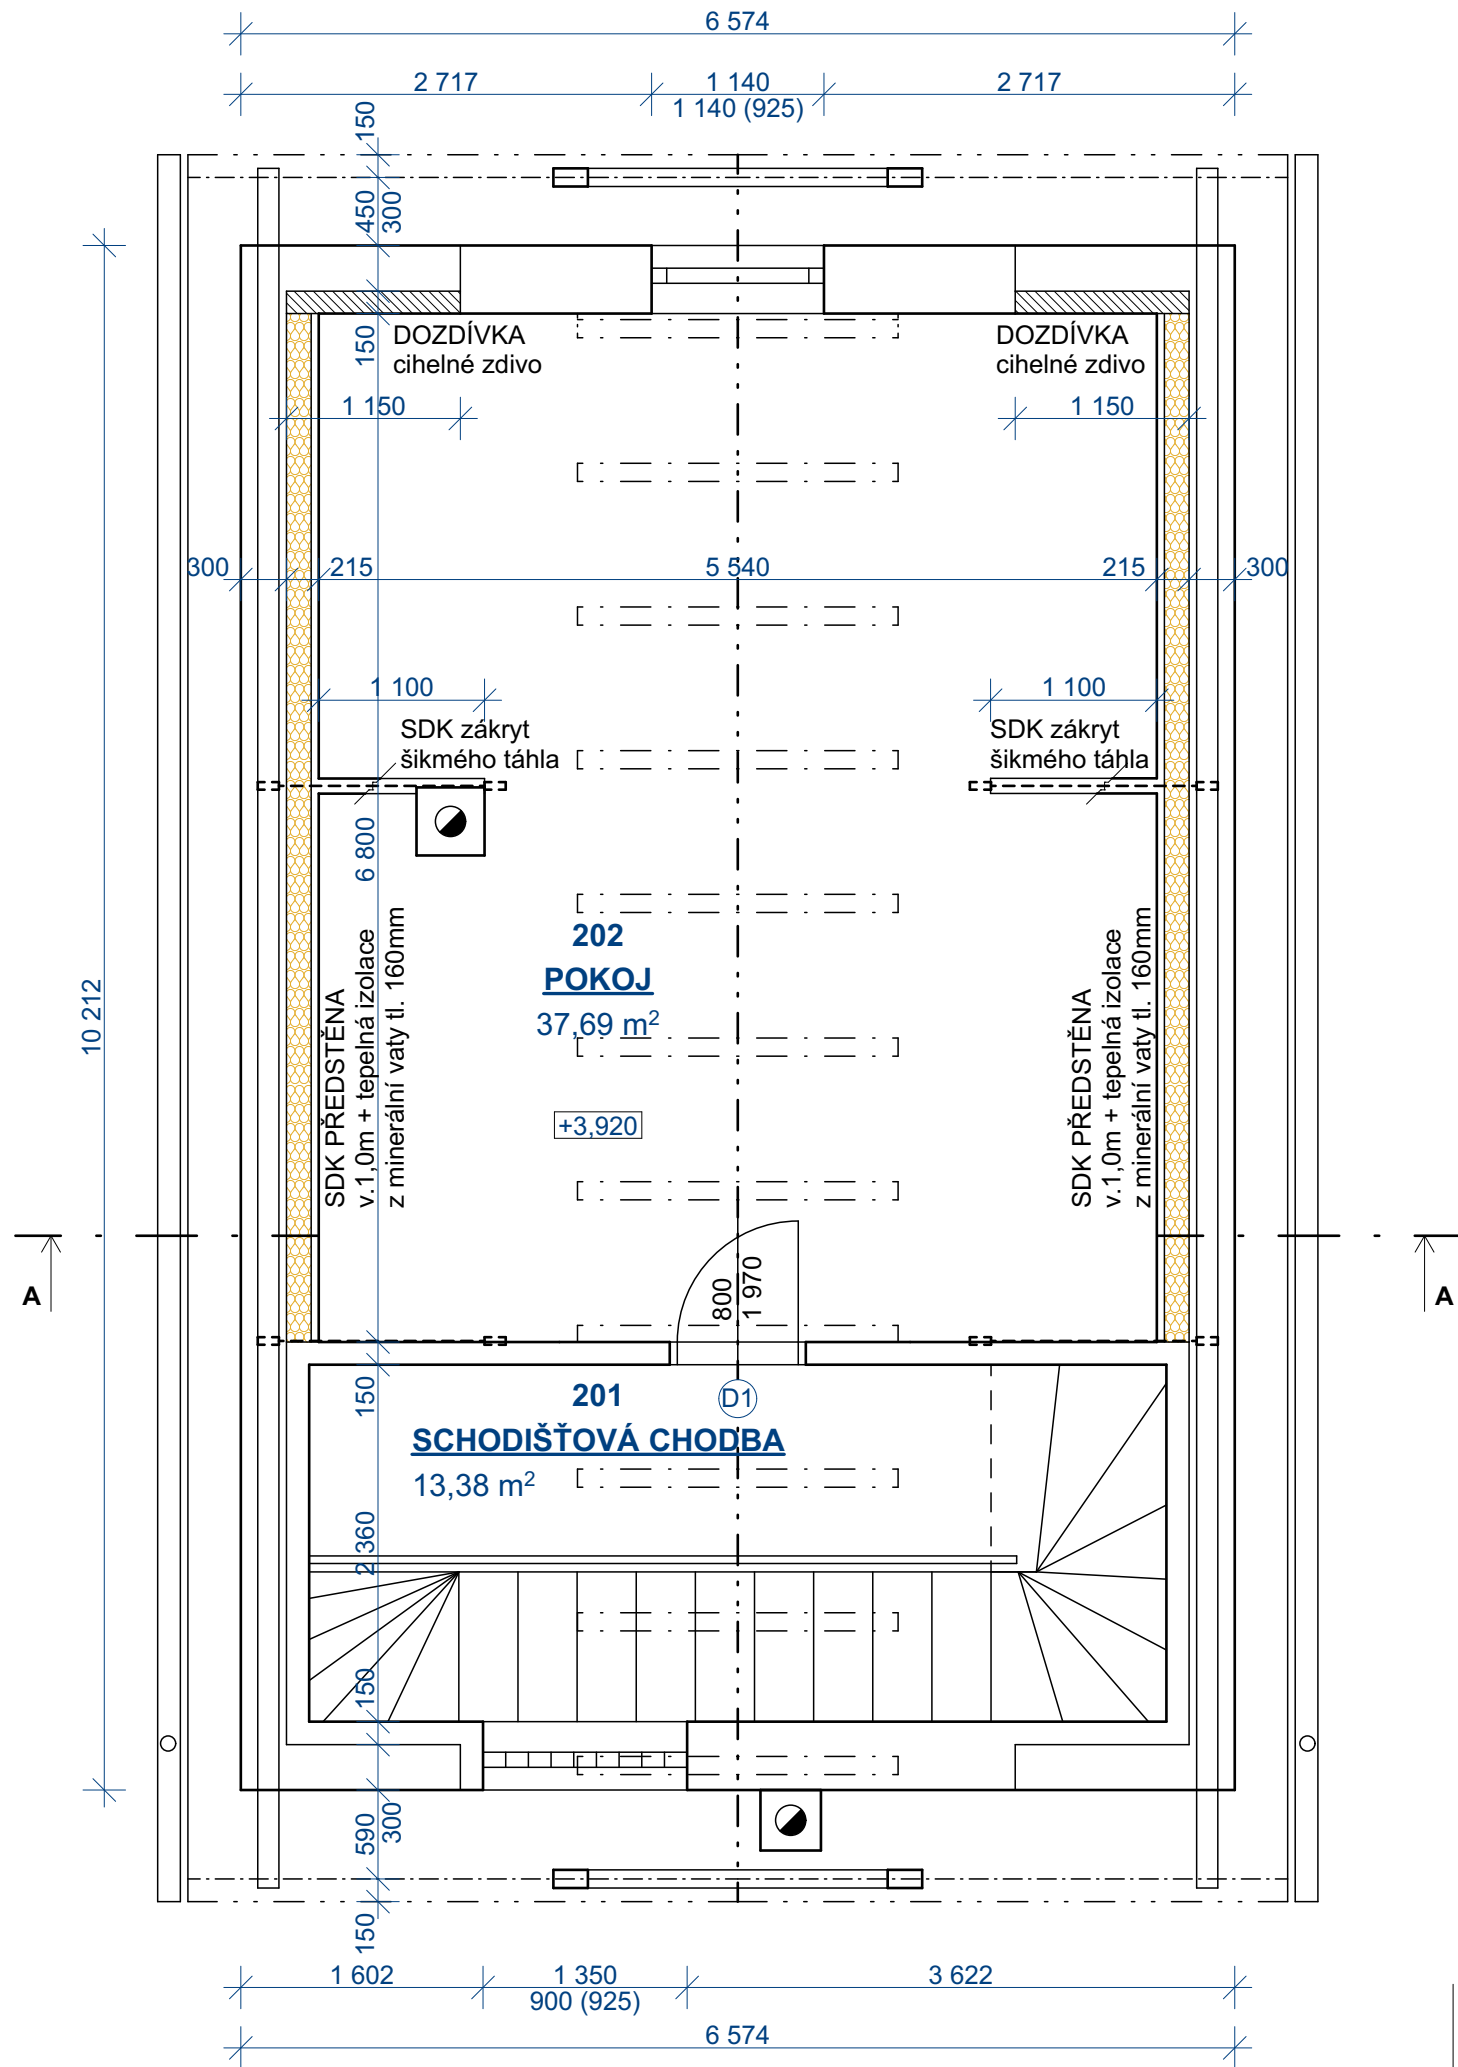 6 574
2 717
1 140
2 717
1 140 (925)
150
450
300
150
DOZDÍVKA
cihelné zdivo
DOZDÍVKA
cihelné zdivo
1 150
1 150
300
215
5 540
215
300
1 100
1 100
SDK zákryt
šikmého táhla
SDK zákryt
šikmého táhla
6 800
10 212
202
POKOJ
37,69 m²
+3,920
SDK PŘEDSTĚNA
v.1,0m + tepelná izolace
z minerální vaty tl. 160mm
SDK PŘEDSTĚNA
v.1,0m + tepelná izolace
z minerální vaty tl. 160mm
A
A
800
1 970
150
201
D1
SCHODIŠŤOVÁ CHODBA
13,38 m²
2 360
150
590
300
150
1 602
1 350
3 622
900 (925)
6 574